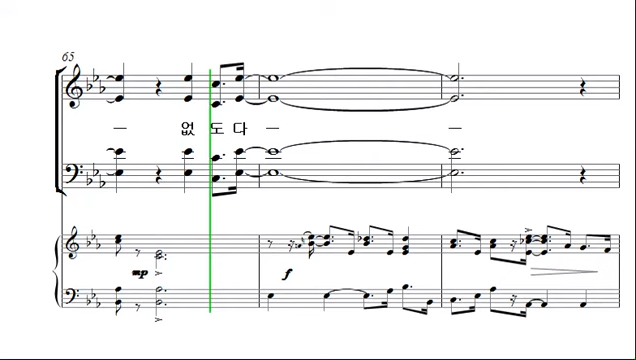 65
— 없 도 다 — —
mp
f